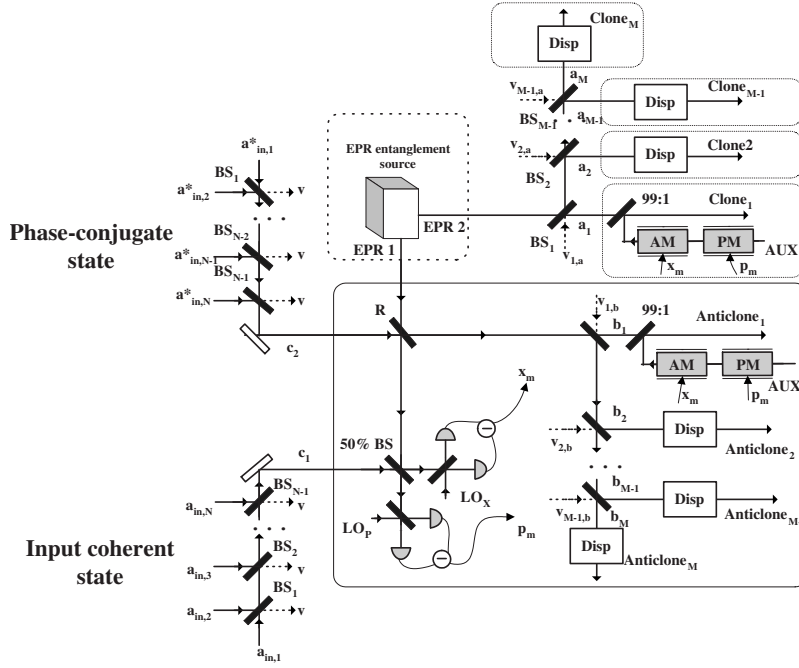 Clone_M
Disp
a_M
v_{M-1,a}
Clone_{M-1}
Disp
BS_{M-1}
a_{M-1}
v_{2,a}
Clone2
Disp
BS_2
a_2
EPR entanglement
source
EPR 2
EPR 1
99:1
Clone_1
BS_1
a_1
v_{1,a}
AM
PM
AUX
x_m
p_m
a*_{in,1}
BS_1
a*_{in,2}
v
BS_{N-2}
Phase-conjugate
state
a*_{in,N-1}
v
BS_{N-1}
a*_{in,N}
v
c_2
R
v_{1,b}
b_1
99:1
Anticlone_1
AM
PM
AUX
x_m
p_m
x_m
b_2
v_{2,b}
Disp
Anticlone_2
c_1
50% BS
BS_{N-1}
a_{in,N}
v
LO_X
LO_P
p_m
b_{M-1}
v_{M-1,b}
Disp
Anticlone_M
b_M
Disp
Anticlone_M
Input coherent
state
BS_2
a_{in,3}
v
BS_1
a_{in,2}
v
a_{in,1}